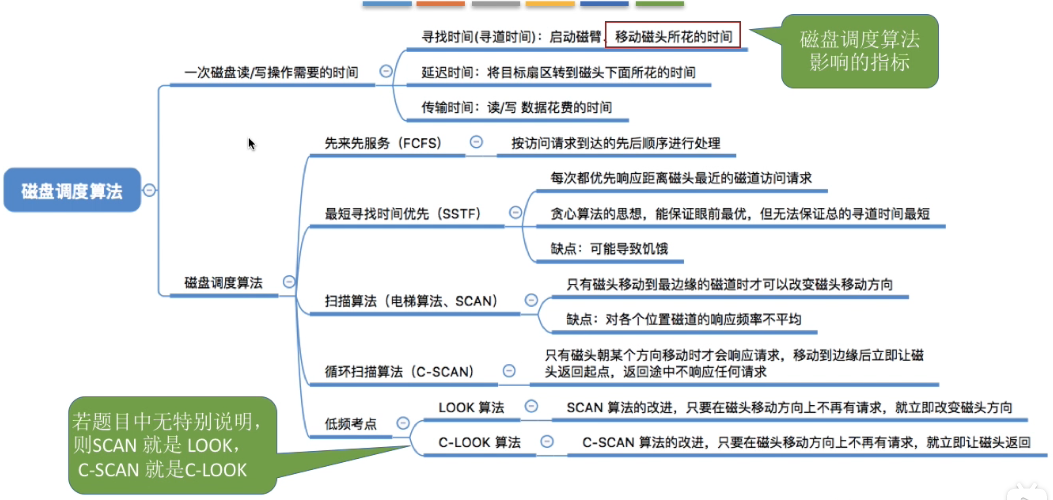 寻找时间(寻道时间)：启动磁臂、移动磁头所花的时间
磁盘调度算法
影响的指标
一次磁盘读/写操作需要的时间
延迟时间：将目标扇区转到磁头下面所花的时间
传输时间：读/写 数据花费的时间
磁盘调度算法
先来先服务（FCFS）
按访问请求到达的先后顺序进行处理
每次都优先响应距离磁头最近的磁道访问请求
最短寻找时间优先（SSTF）
贪心算法的思想，能保证眼前最优，但无法保证总的寻道时间最短
缺点：可能导致饥饿
磁盘调度算法
只有磁头移动到最边缘的磁道时才可以改变磁头移动方向
扫描算法（电梯算法、SCAN）
缺点：对各个位置磁道的响应频率不平均
循环扫描算法（C-SCAN）
只有磁头朝某个方向移动时才会响应请求，移动到边缘后立即让磁
头返回起点，返回途中不响应任何请求
低频考点
LOOK 算法
SCAN 算法的改进，只要在磁头移动方向上不再有请求，就立即改变磁头方向
C-LOOK 算法
C-SCAN 算法的改进，只要在磁头移动方向上不再有请求，就立即让磁头返回
若题目中无特别说明，
则SCAN 就是 LOOK，
C-SCAN 就是C-LOOK